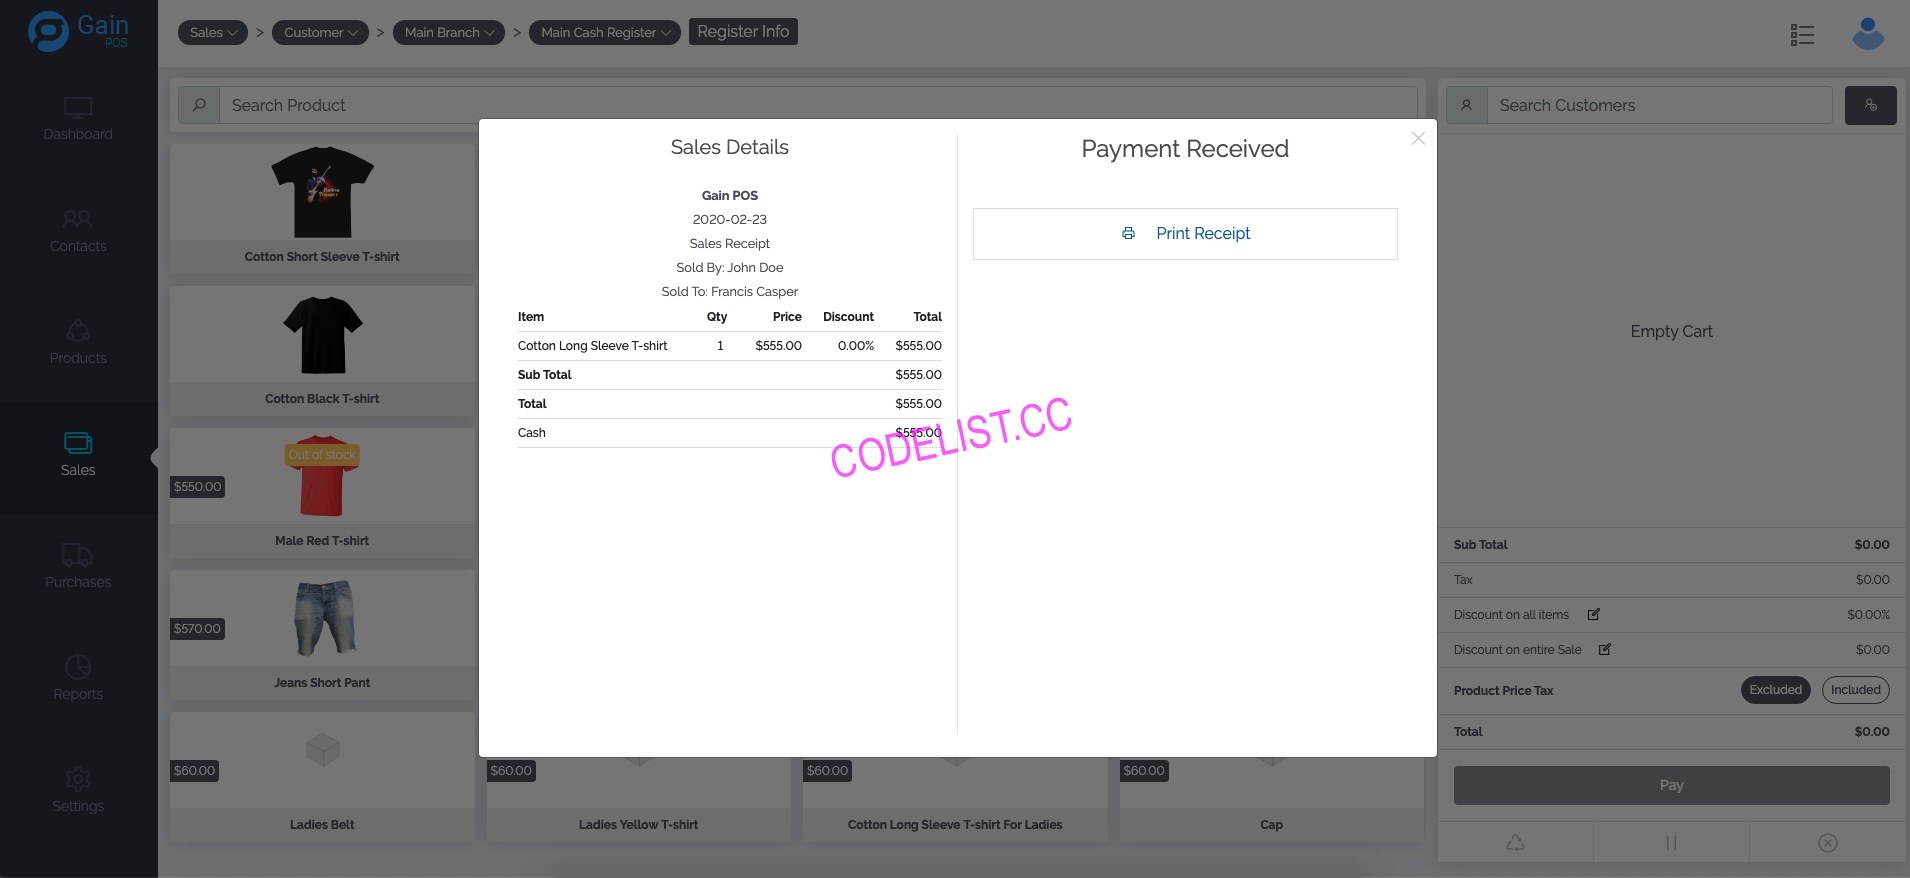 Gain
POS
Sales > Customer > Main Branch > Main Cash Register Register Info
Dashboard
Contacts
Products
Sales
Purchases
Reports
Settings
Search Product
Search Customers
Cotton Short Sleeve T-shirt
Cotton Black T-shirt
Out of stock
$550.00
Male Red T-shirt
$570.00
Jeans Short Pant
$60.00
Ladies Belt
$60.00
Ladies Yellow T-shirt
$60.00
Cotton Long Sleeve T-shirt For Ladies
$60.00
Cap
Sales Details
Gain POS
2020-02-23
Sales Receipt
Sold By: John Doe
Sold To: Francis Casper
Item Qty Price Discount Total
Cotton Long Sleeve T-shirt 1 $555.00 0.00% $555.00
Sub Total $555.00
Total $555.00
Cash $555.00
Payment Received
Print Receipt
CODELIST.CC
Empty Cart
Sub Total $0.00
Tax $0.00
Discount on all items $0.00%
Discount on entire Sale $0.00
Product Price Tax Excluded Included
Total $0.00
Pay